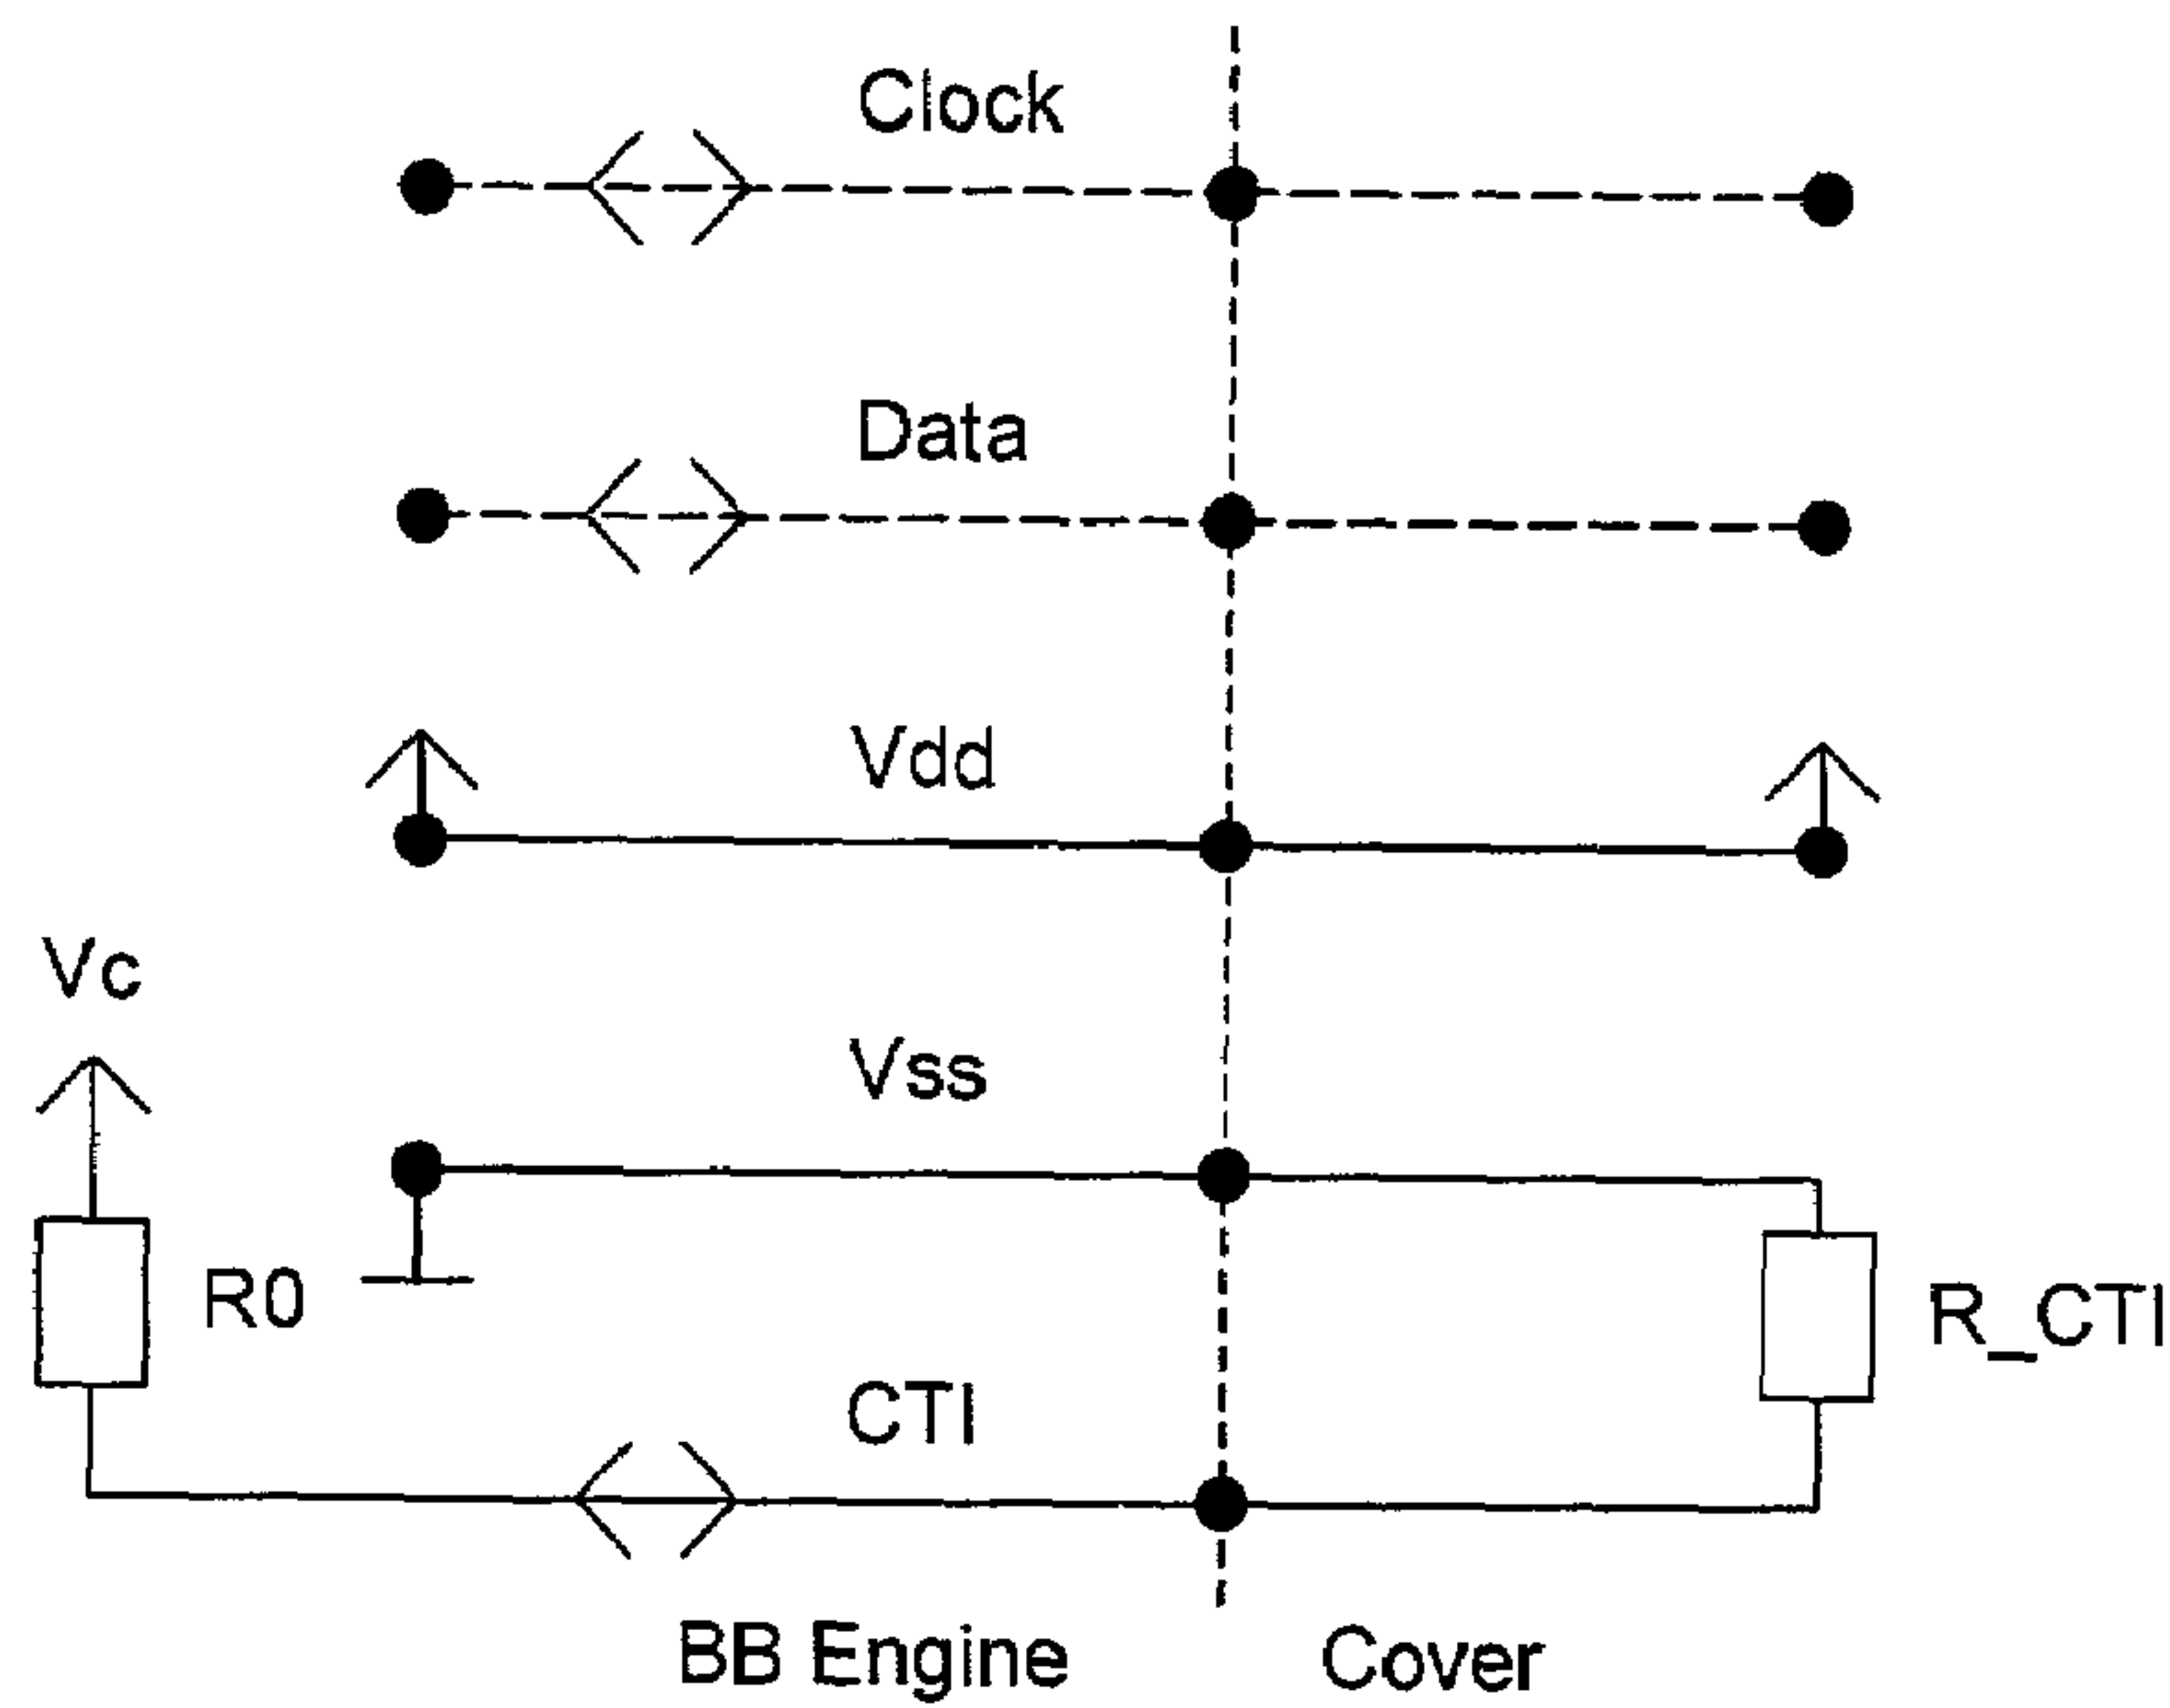 Clock
Data
Vdd
Vc
Vss
R0
R_CTI
CTI
BB Engine
Cover